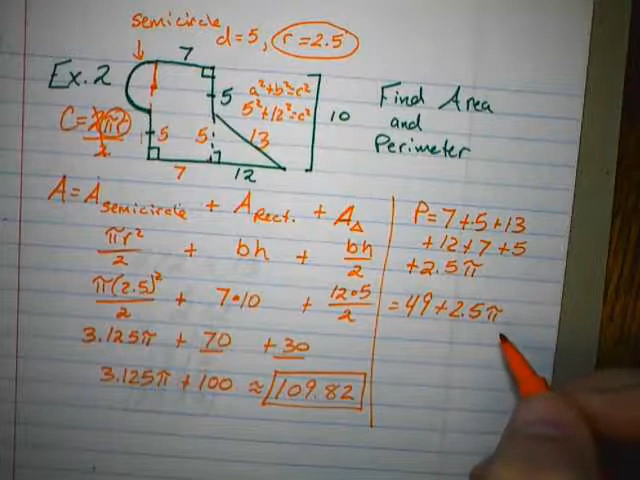 semicircle
d=5, r=2.5
Ex. 2
7
5
a²+b²=c²
5²+12²=c²
10
Find Area
and
Perimeter
C=2πr
2
5
5
13
7
12
A=A Semicircle + A Rect. + A △
πr²/2 + bh + bh/2
π(2.5)²/2 + 7•10 + 12•5/2
3.125π + 70 + 30
3.125π + 100 ≈ 109.82
P=7+5+13
+12+7+5
+2.5π
=49+2.5π